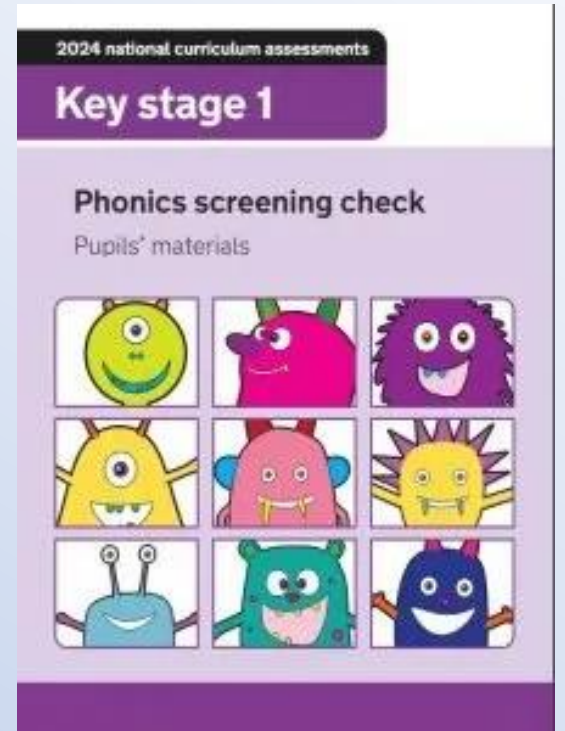 2024 national curriculum assessments
Key stage 1
Phonics screening check
Pupils' materials